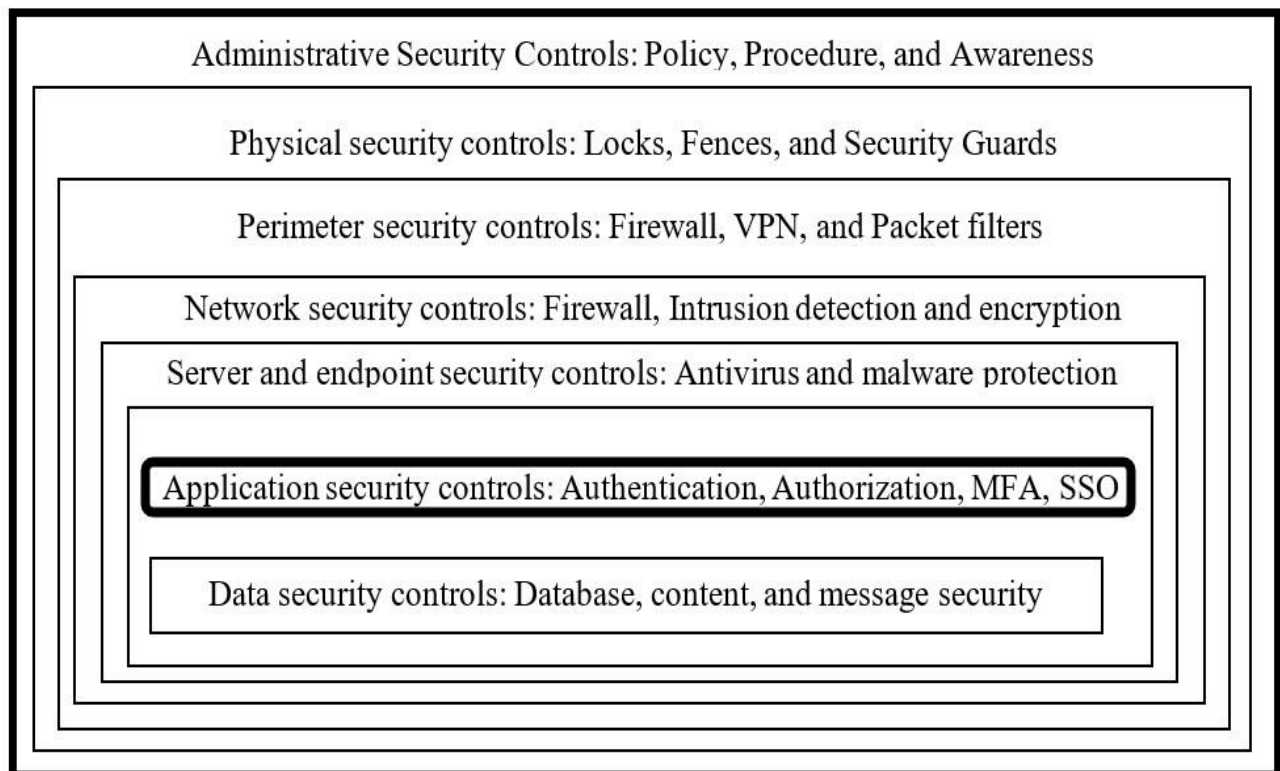 Administrative Security Controls: Policy, Procedure, and Awareness
Physical security controls: Locks, Fences, and Security Guards
Perimeter security controls: Firewall, VPN, and Packet filters
Network security controls: Firewall, Intrusion detection and encryption
Server and endpoint security controls: Antivirus and malware protection
Application security controls: Authentication, Authorization, MFA, SSO
Data security controls: Database, content, and message security